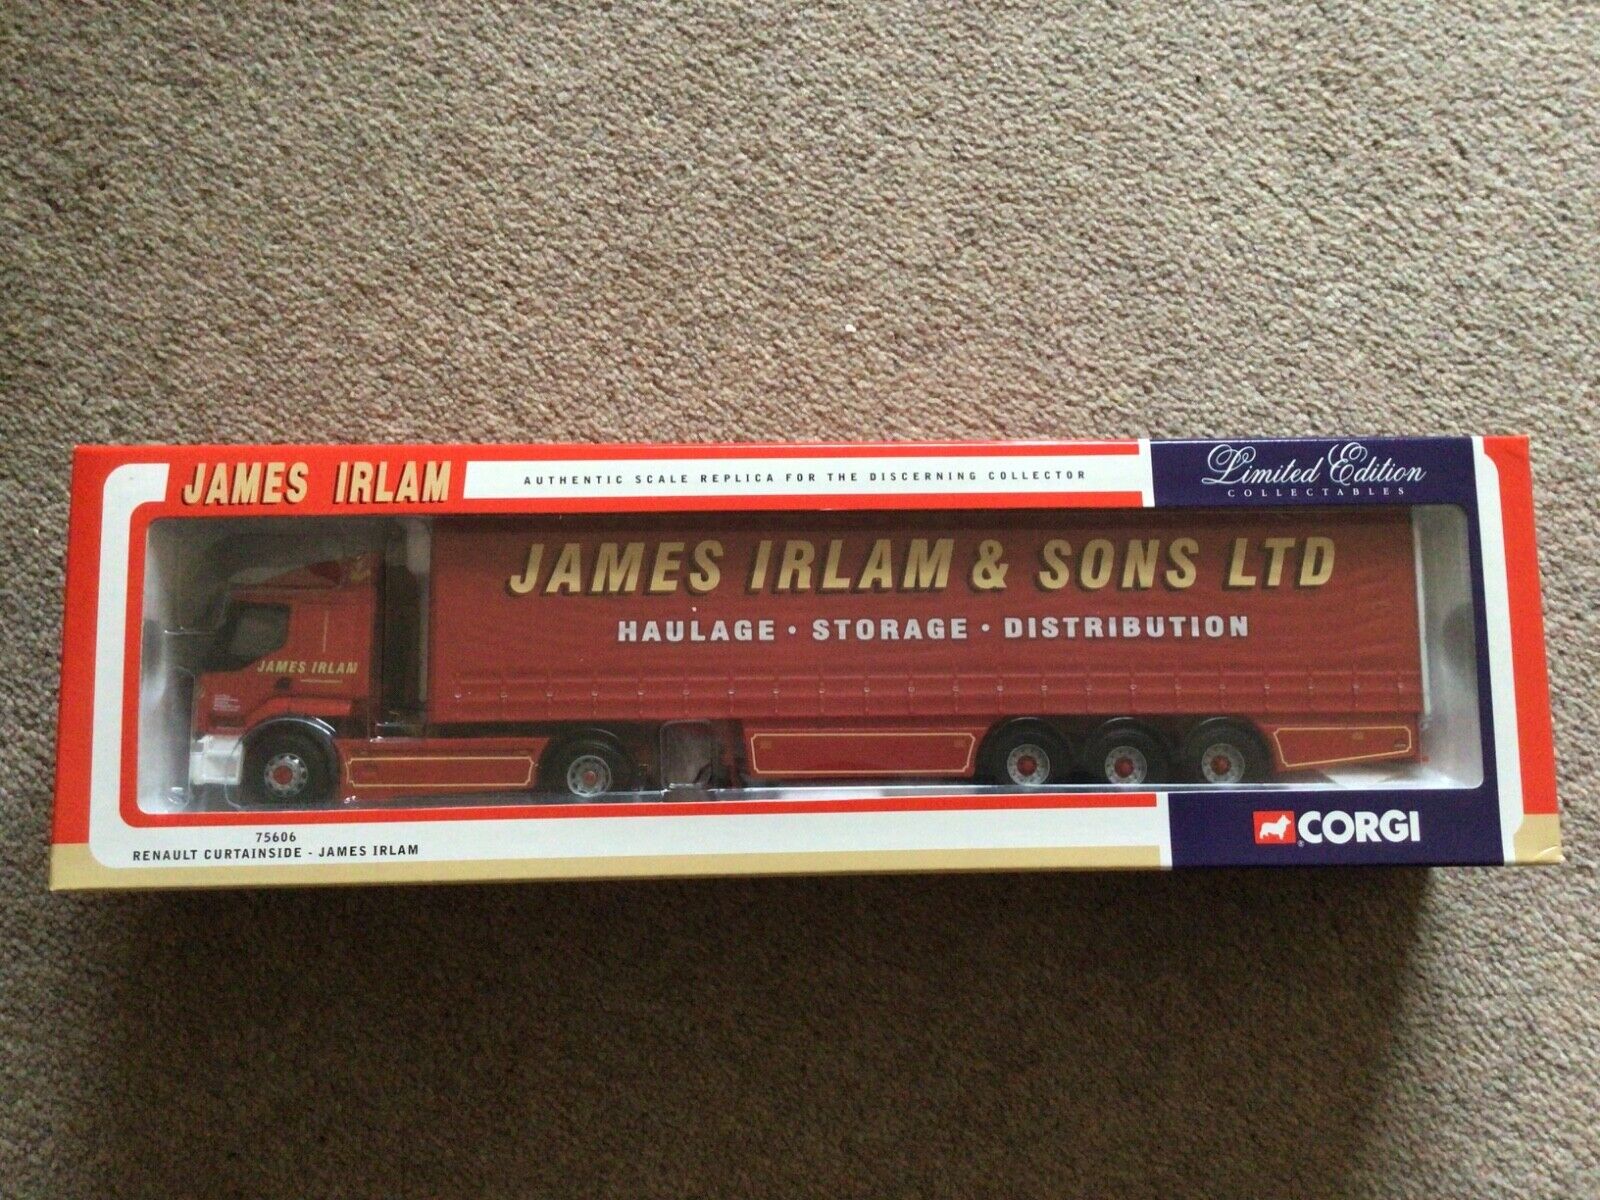 JAMES IRLAM
AUTHENTIC SCALE REPLICA FOR THE DISCERNING COLLECTOR
Limited Edition
COLLECTABLES
JAMES IRLAM & SONS LTD
HAULAGE • STORAGE • DISTRIBUTION
JAMES IRLAM
75606
RENAULT CURTAINSIDE - JAMES IRLAM
CORGI